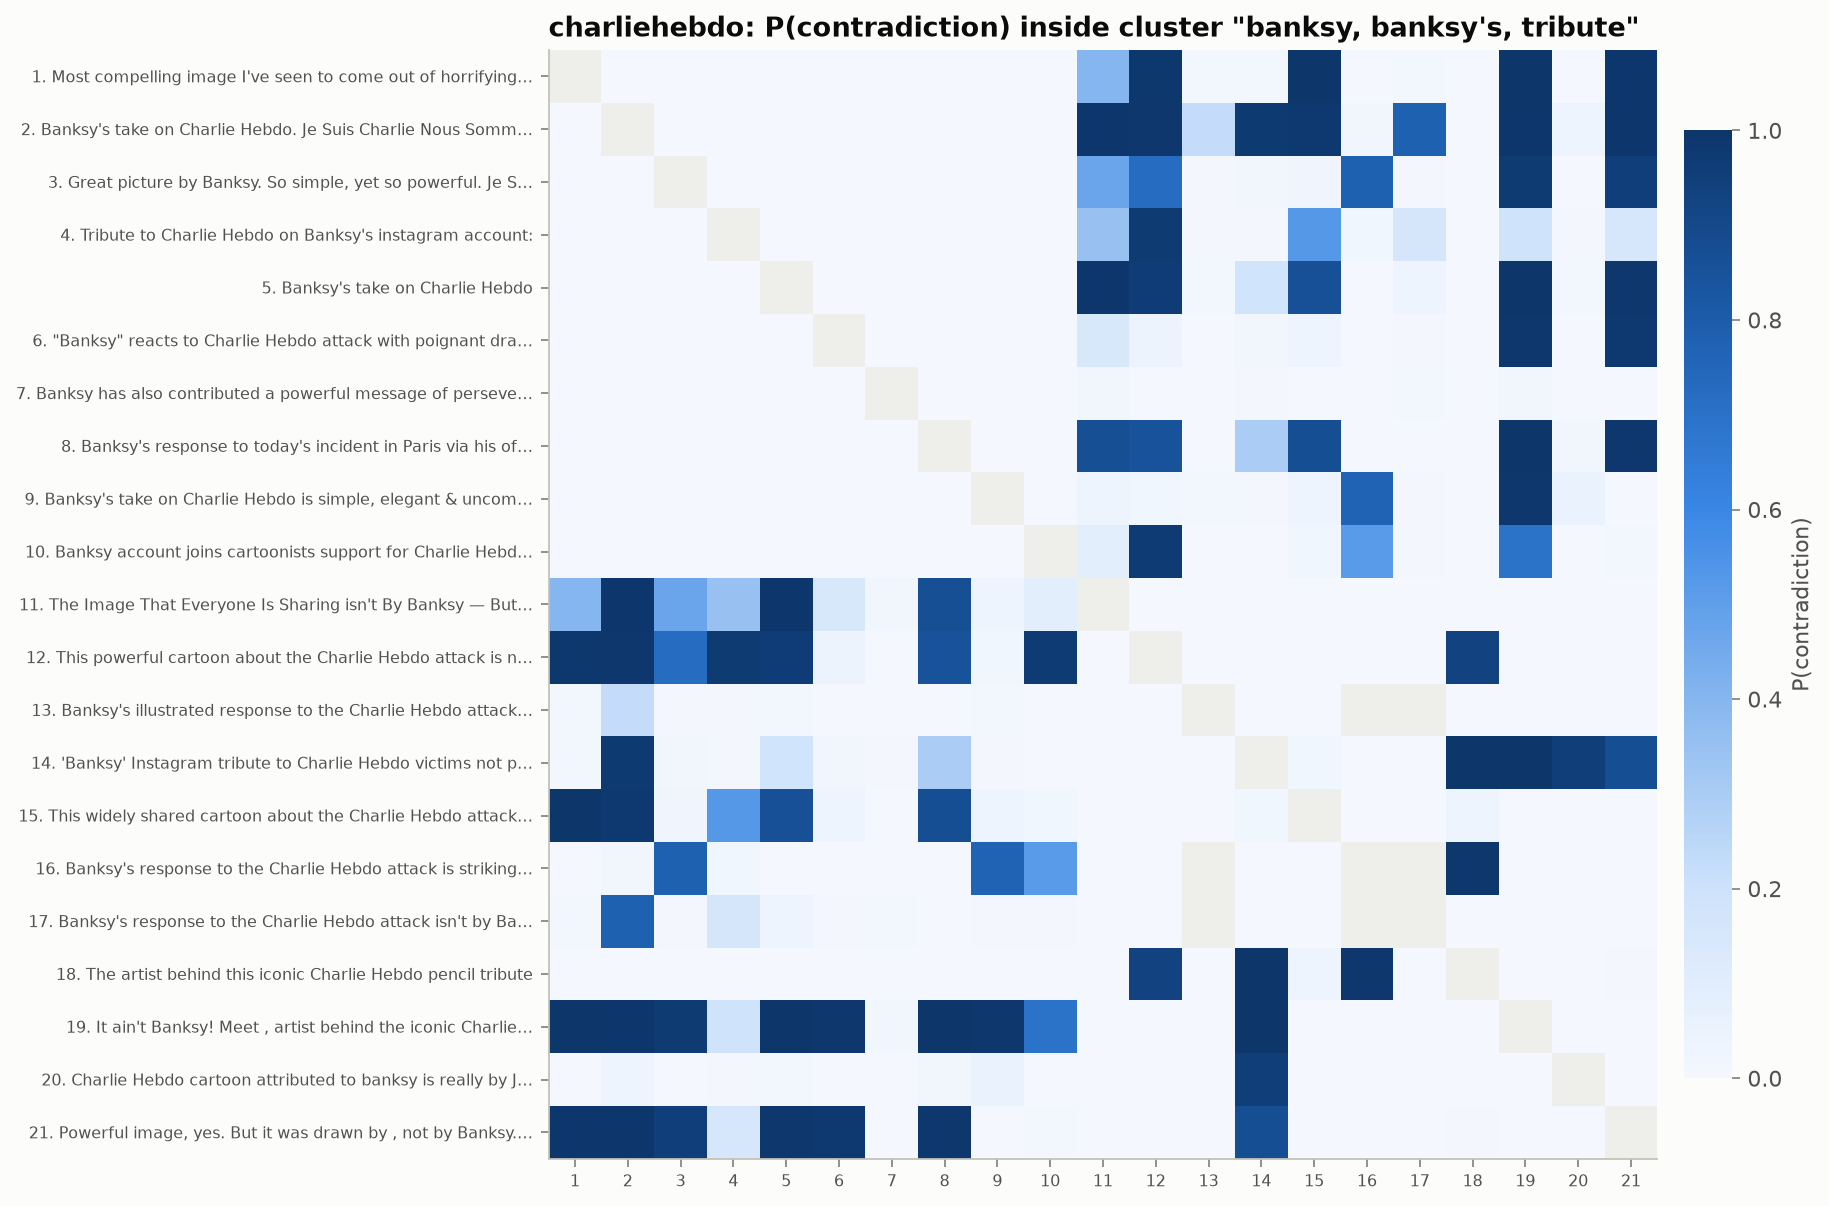 charliehebdo: P(contradiction) inside cluster "banksy, banksy's, tribute"
1. Most compelling image I've seen to come out of horrifying...
2. Banksy's take on Charlie Hebdo. Je Suis Charlie Nous Somm...
3. Great picture by Banksy. So simple, yet so powerful. Je S...
4. Tribute to Charlie Hebdo on Banksy's instagram account:
5. Banksy's take on Charlie Hebdo
6. "Banksy" reacts to Charlie Hebdo attack with poignant dra...
7. Banksy has also contributed a powerful message of perseve...
8. Banksy's response to today's incident in Paris via his of...
9. Banksy's take on Charlie Hebdo is simple, elegant & uncom...
10. Banksy account joins cartoonists support for Charlie Hebd...
11. The Image That Everyone Is Sharing isn't By Banksy — But...
12. This powerful cartoon about the Charlie Hebdo attack is n...
13. Banksy's illustrated response to the Charlie Hebdo attack...
14. 'Banksy' Instagram tribute to Charlie Hebdo victims not p...
15. This widely shared cartoon about the Charlie Hebdo attack...
16. Banksy's response to the Charlie Hebdo attack is striking...
17. Banksy's response to the Charlie Hebdo attack isn't by Ba...
18. The artist behind this iconic Charlie Hebdo pencil tribute
19. It ain't Banksy! Meet , artist behind the iconic Charlie...
20. Charlie Hebdo cartoon attributed to banksy is really by J...
21. Powerful image, yes. But it was drawn by , not by Banksy....
1 2 3 4 5 6 7 8 9 10 11 12 13 14 15 16 17 18 19 20 21
1.0
0.8
0.6
0.4
0.2
0.0
P(contradiction)